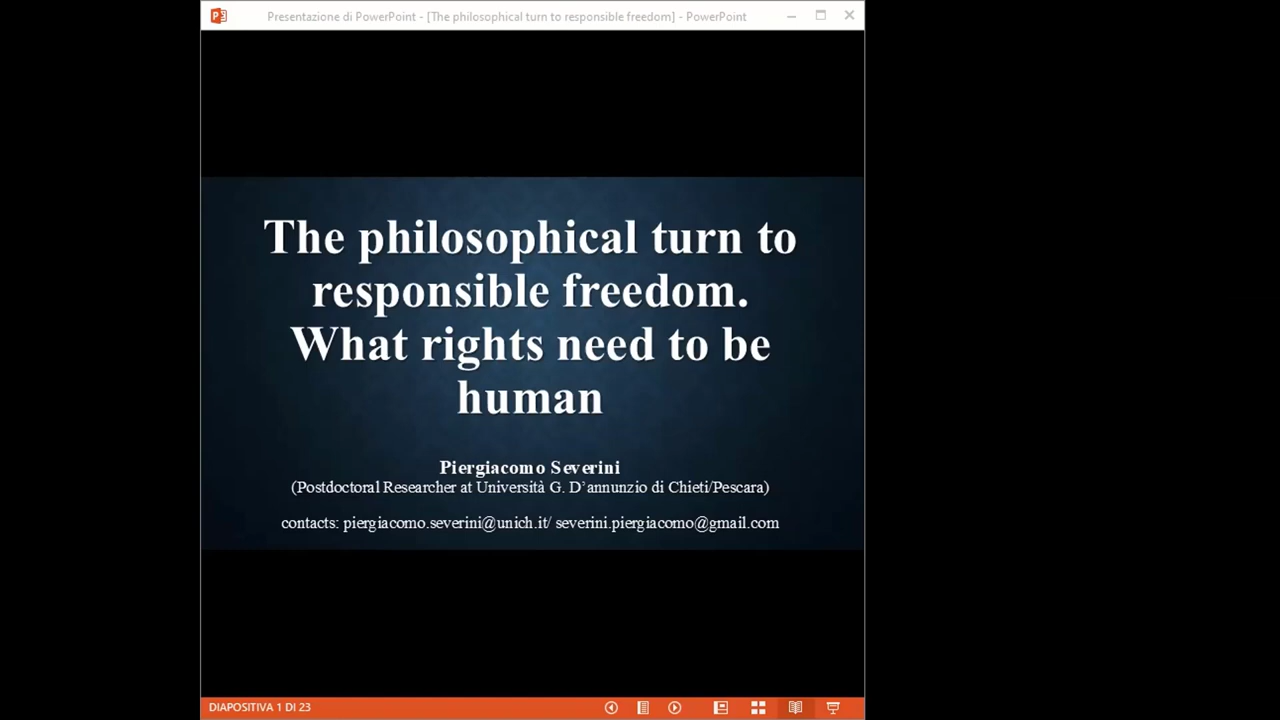 Presentazione di PowerPoint - [The philosophical turn to responsible freedom] - PowerPoint
The philosophical turn to
responsible freedom.
What rights need to be
human
Piergiacomo Severini
(Postdoctoral Researcher at Università G. D'annunzio di Chieti/Pescara)
contacts: piergiacomo.severini@unich.it/ severini.piergiacomo@gmail.com
DIAPOSITIVA 1 DI 23